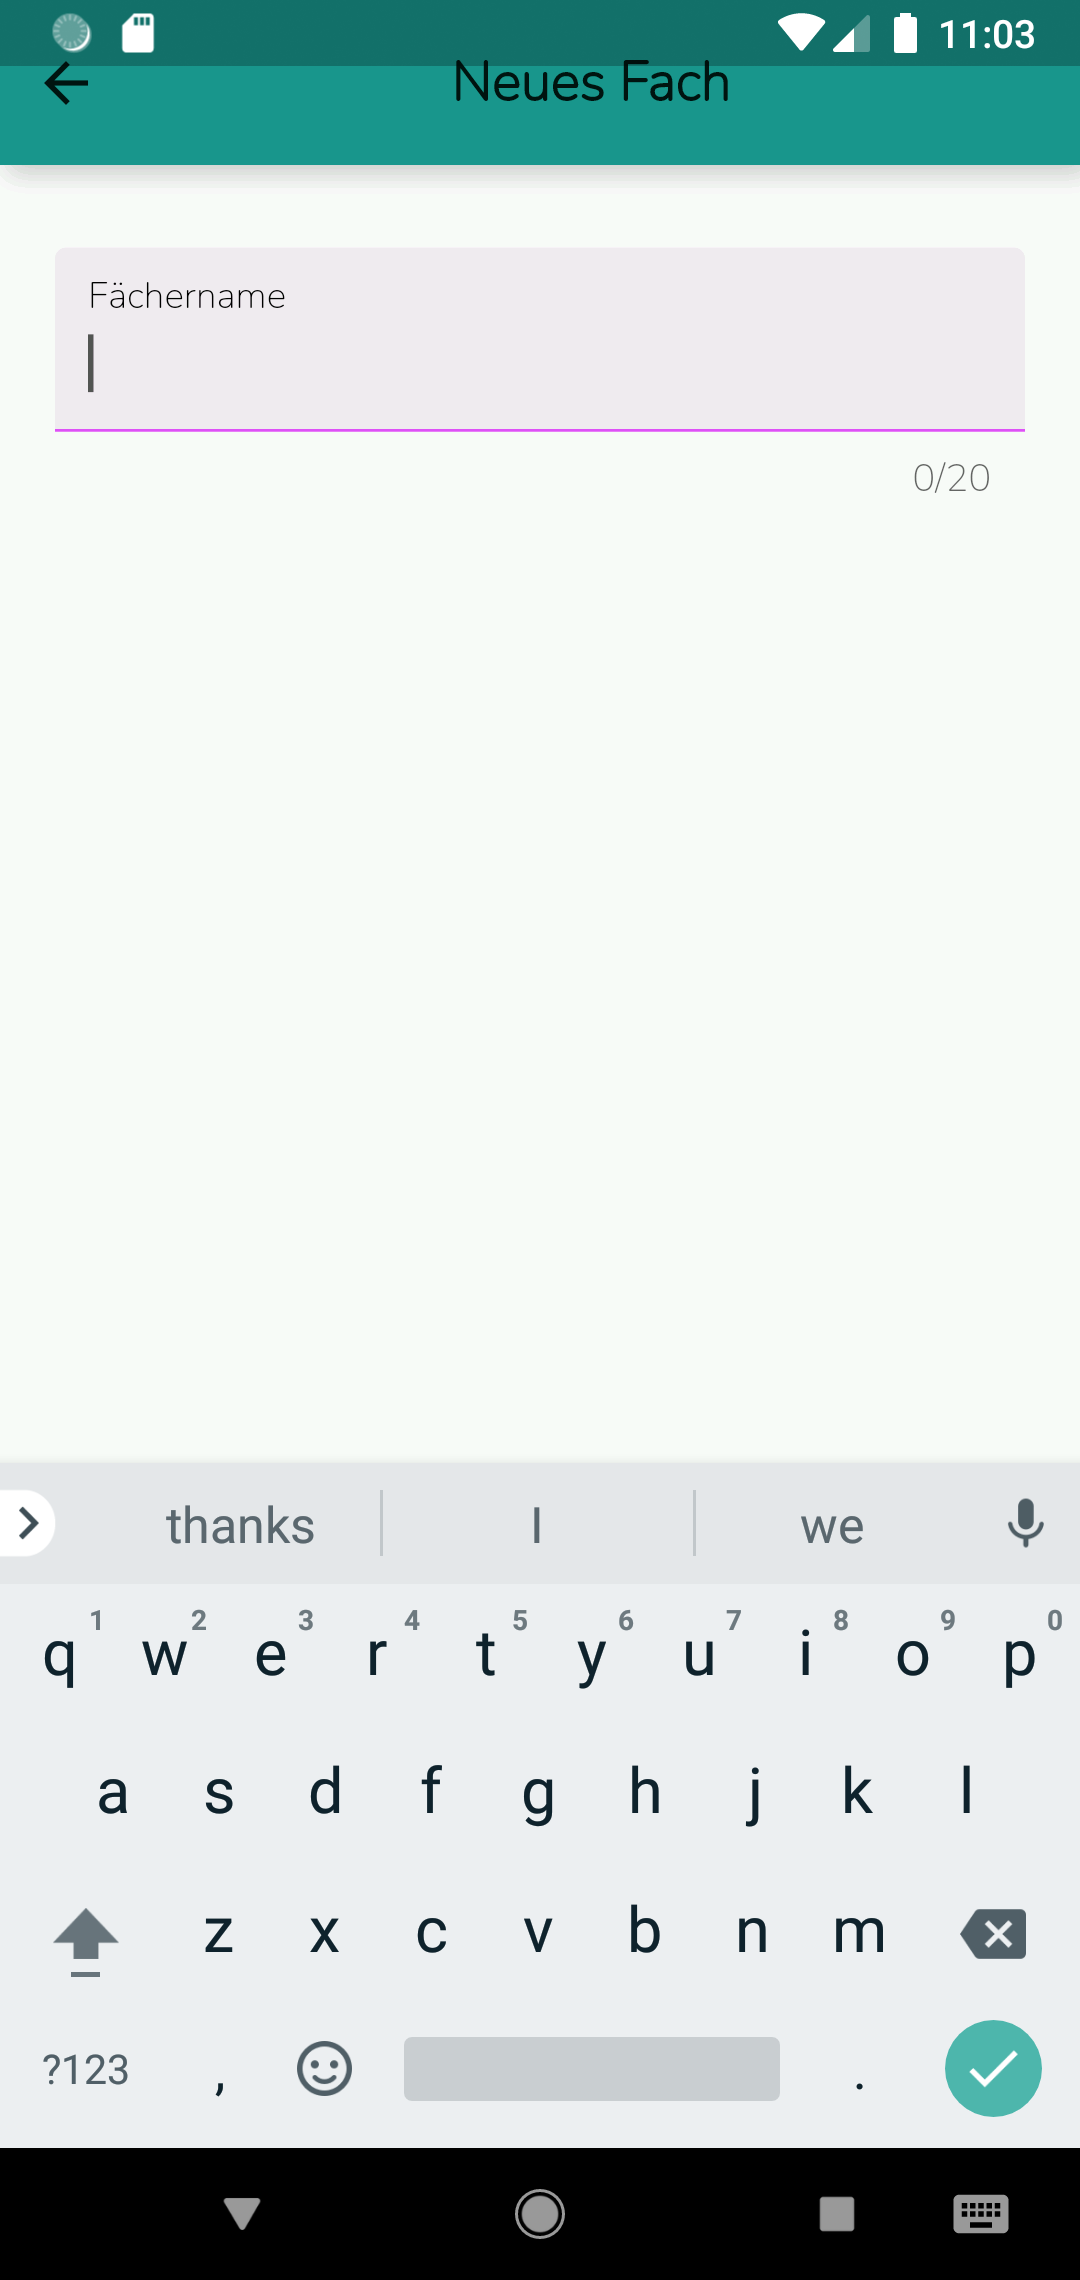 11:03
Neues Fach
Fächername
0/20
thanks I we
1 2 3 4 5 6 7 8 9 0
q w e r t y u i o p
a s d f g h j k l
z x c v b n m
?123 , .